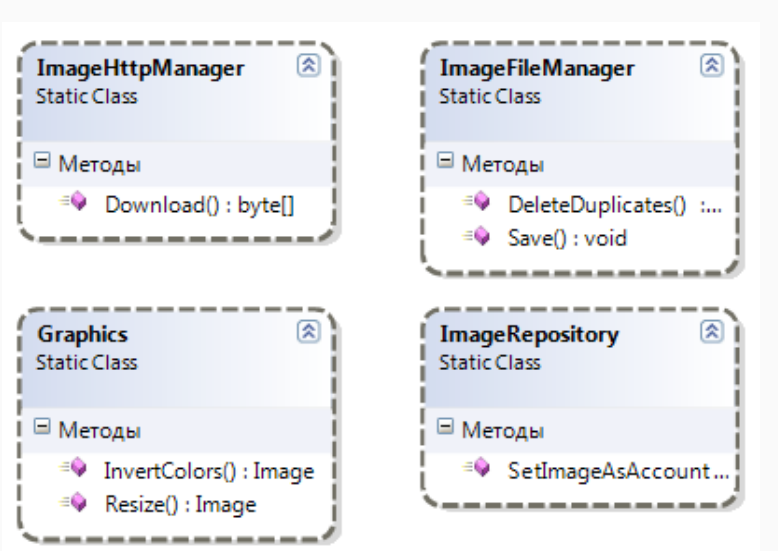 ImageHttpManager
Static Class
Методы
Download() : byte[]
ImageFileManager
Static Class
Методы
DeleteDuplicates() :...
Save() : void
Graphics
Static Class
Методы
InvertColors() : Image
Resize() : Image
ImageRepository
Static Class
Методы
SetImageAsAccount...